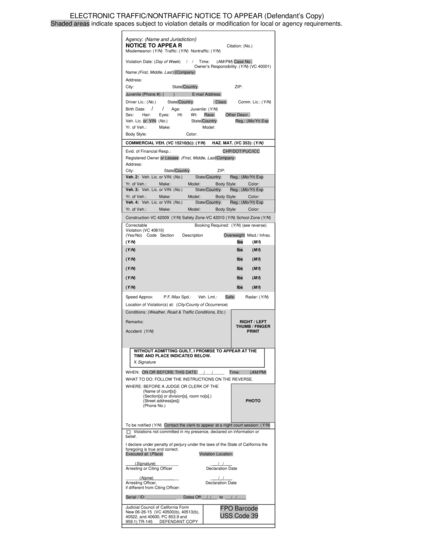 ELECTRONIC TRAFFIC/NONTRAFFIC NOTICE TO APPEAR (Defendant's Copy)
Shaded areas indicate spaces subject to violation details or modification for local or agency requirements.
Agency: (Name and Jurisdiction)
NOTICE TO APPEAR Citation: (No.)
Misdemeanor: (Y/N) Traffic: (Y/N) Nontraffic: (Y/N)
Violation Date: (Day of Week) / / Time: (AM/PM) Case No.
Owner's Responsibility: (Y/N) (VC 40001)
Name (First, Middle, Last) (Company)
Address:
City: State/Country: ZIP:
Juvenile (Phone #): ( ) E-mail Address:
Driver Lic.: (No.) State/Country: Class: Comm. Lic.: (Y/N)
Birth Date: / / Age: Juvenile: (Y/N)
Sex: Hair: Eyes: Ht: Wt: Race: Other Descr.:
Veh. Lic. or VIN: (No.) State/Country: Reg.: (Mo/Yr) Exp
Yr. of Veh.: Make: Model:
Body Style: Color:
COMMERCIAL VEH. (VC 15210(b)): (Y/N) HAZ. MAT. (VC 353): (Y/N)
Evid. of Financial Resp.: CHP/DOT/PUC/ICC
Registered Owner or Lessee: (First, Middle, Last/Company)
Address:
City: State/Country: ZIP:
Veh. 2: Veh. Lic. or VIN: (No.) State/Country: Reg.: (Mo/Yr) Exp
Yr. of Veh.: Make: Model: Body Style: Color:
Veh. 3: Veh. Lic. or VIN: (No.) State/Country: Reg.: (Mo/Yr) Exp
Yr. of Veh.: Make: Model: Body Style: Color:
Veh. 4: Veh. Lic. or VIN: (No.) State/Country: Reg.: (Mo/Yr) Exp
Yr. of Veh.: Make: Model: Body Style: Color:
Construction VC 42009 (Y/N) Safety Zone VC 42010 (Y/N) School Zone (Y/N)
Correctable Booking Required: (Y/N) (see reverse)
Violation (VC 40610)
(Yes/No) Code Section Description Overweight Misd./ Infrac.
(Y/N) lbs (M/I)
(Y/N) lbs (M/I)
(Y/N) lbs (M/I)
(Y/N) lbs (M/I)
(Y/N) lbs (M/I)
(Y/N) lbs (M/I)
Speed Approx: P.F./Max Spd.: Veh. Lmt.: Safe: Radar: (Y/N)
Location of Violation(s) at: (City/County of Occurrence)
Conditions: (Weather, Road & Traffic Conditions, Etc.)
Remarks: RIGHT / LEFT
THUMB / FINGER
Accident: (Y/N) PRINT
WITHOUT ADMITTING GUILT, I PROMISE TO APPEAR AT THE
TIME AND PLACE INDICATED BELOW.
X Signature
WHEN: ON OR BEFORE THIS DATE: / / Time: (AM/PM)
WHAT TO DO: FOLLOW THE INSTRUCTIONS ON THE REVERSE.
WHERE: BEFORE A JUDGE OR CLERK OF THE
(Name of court(s))
(Section(s) or division(s), room no(s).)
(Street address(es))
(Phone No.)
PHOTO
To be notified (Y/N) Contact the clerk to appear at a night court session: (Y/N)
Violations not committed in my presence, declared on information or
belief.
I declare under penalty of perjury under the laws of the State of California the
foregoing is true and correct.
Executed at: (Place) Violation Location:
(Signature) / /
Arresting or Citing Officer Declaration Date
(Name) / /
Arresting Officer, Declaration Date
if different from Citing Officer:
Serial / ID: Dates Off: / / to / /
Judicial Council of California Form
FPO Barcode
USS Code 39
DEFENDANT COPY